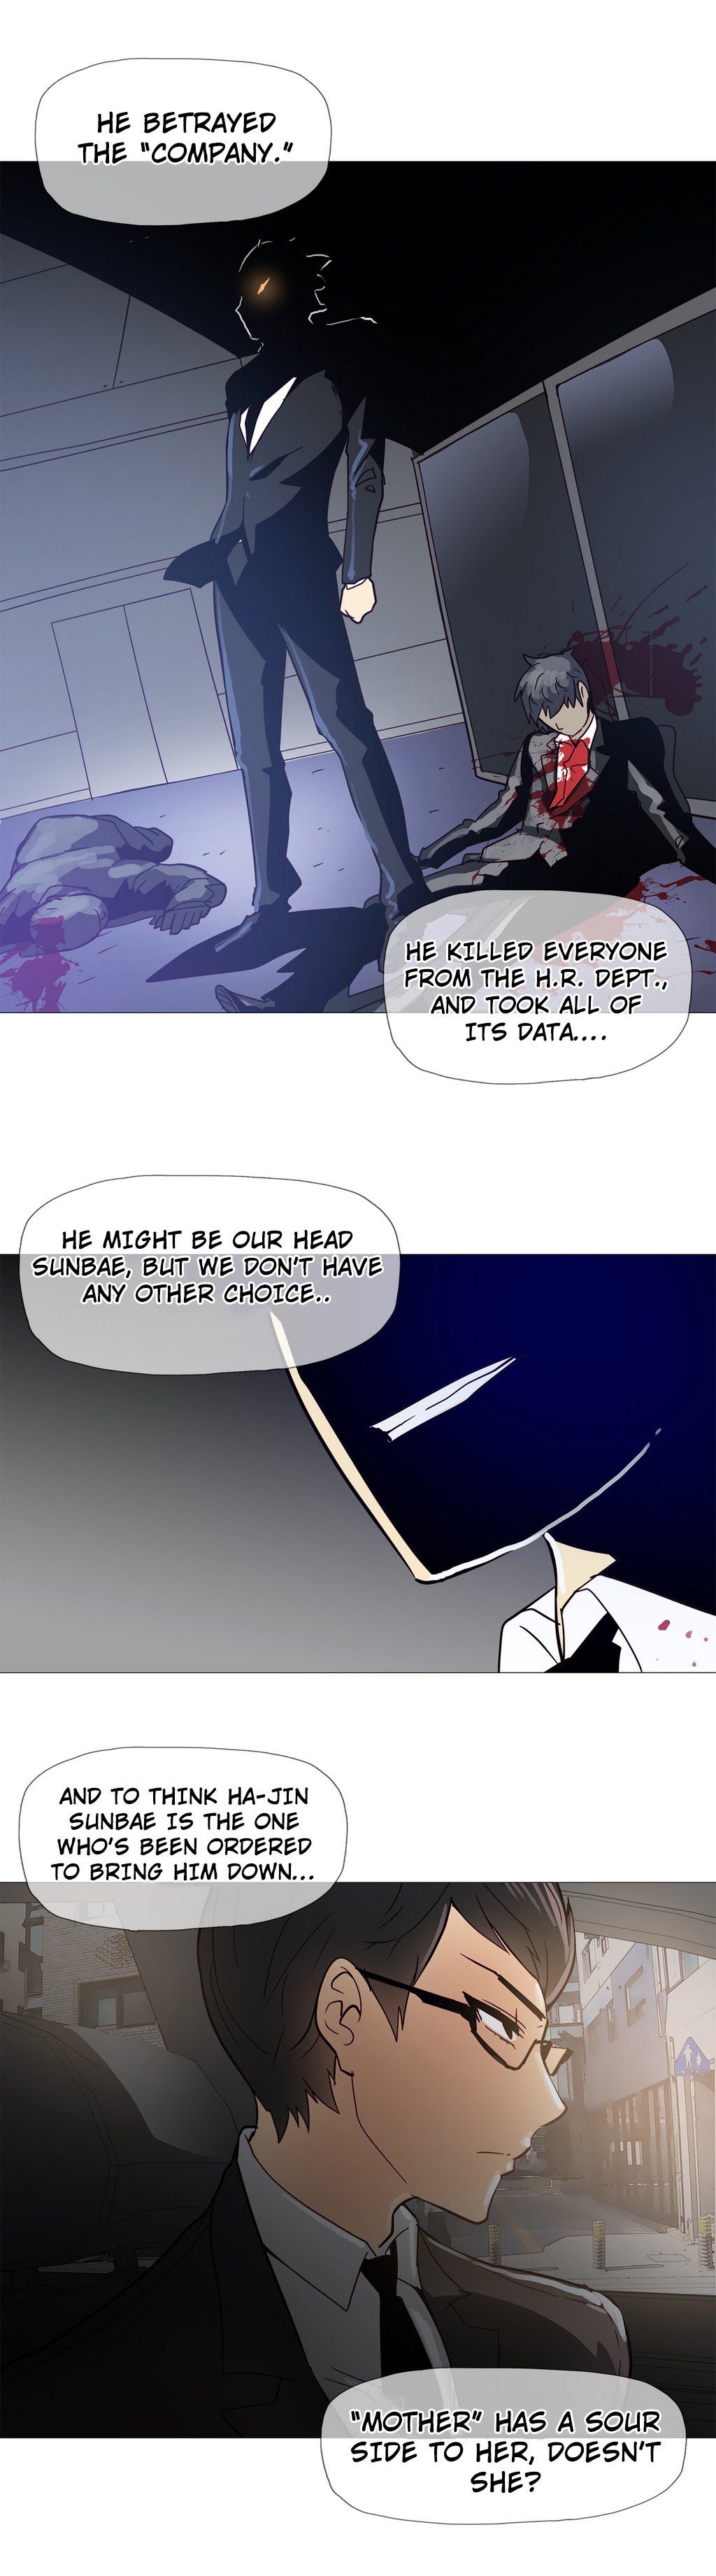 HE BETRAYED
THE "COMPANY."
HE KILLED EVERYONE
FROM THE H.R. DEPT.,
AND TOOK ALL OF
ITS DATA....
HE MIGHT BE OUR HEAD
SUNBAE, BUT WE DON'T HAVE
ANY OTHER CHOICE..
AND TO THINK HA-JIN
SUNBAE IS THE ONE
WHO'S BEEN ORDERED
TO BRING HIM DOWN...
"MOTHER" HAS A SOUR
SIDE TO HER, DOESN'T
SHE?